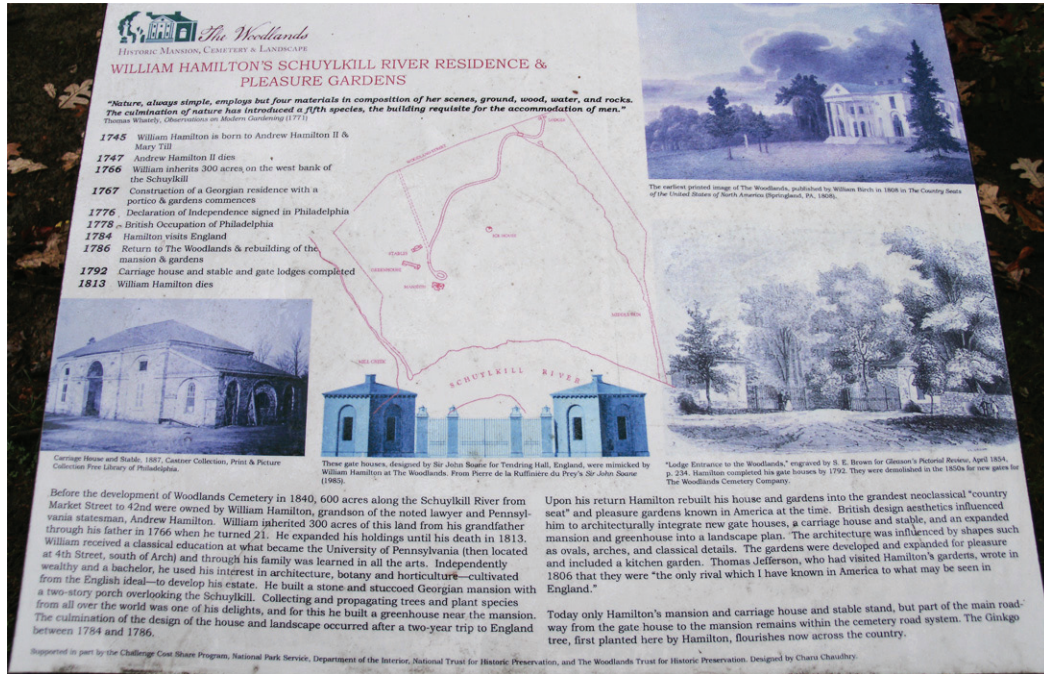 The Woodlands
HISTORIC MANSION, CEMETERY & LANDSCAPE
WILLIAM HAMILTON'S SCHUYLKILL RIVER RESIDENCE &
PLEASURE GARDENS
"Nature, always simple, employs but four materials in composition of her scenes, ground, wood, water, and rocks.
The culmination of nature has introduced a fifth species, the building requisite for the accommodation of men."
Thomas Whately, Observations on Modern Gardening (1771)
1745 William Hamilton is born to Andrew Hamilton II &
Mary Till
1747 Andrew Hamilton II dies
1766 William inherits 300 acres on the west bank of
the Schuylkill
1767 Construction of a Georgian residence with a
portico & gardens commences
1776 Declaration of Independence signed in Philadelphia
1778 British Occupation of Philadelphia
1784 Hamilton visits England
1786 Return to The Woodlands & rebuilding of the
mansion & gardens
1792 Carriage house and stable and gate lodges completed
1813 William Hamilton dies
STABLES
GREENHOUSE
MANSION
ICE HOUSE
MILL CREEK
SCHUYLKILL RIVER
The earliest printed image of The Woodlands, published by William Birch in 1808 in The Country Seats
of the United States of North America (Springland, PA, 1808).
Carriage House and Stable, 1887, Castner Collection, Print & Picture
Collection Free Library of Philadelphia.
These gate houses, designed by Sir John Soane for Tendring Hall, England, were mimicked by
William Hamilton at The Woodlands. From Pierre de la Ruffinière du Prey's Sir John Soane
(1985).
"Lodge Entrance to the Woodlands," engraved by S. E. Brown for Gleason's Pictorial Review, April 1854,
p. 234. Hamilton completed his gate houses by 1792. They were demolished in the 1850s for new gates for
The Woodlands Cemetery Company.
Before the development of Woodlands Cemetery in 1840, 600 acres along the Schuylkill River from
Market Street to 42nd were owned by William Hamilton, grandson of the noted lawyer and Pennsyl-
vania statesman, Andrew Hamilton. William inherited 300 acres of this land from his grandfather
through his father in 1766 when he turned 21. He expanded his holdings until his death in 1813.
William received a classical education at what became the University of Pennsylvania (then located
at 4th Street, south of Arch) and through his family was learned in all the arts. Independently
wealthy and a bachelor, he used his interest in architecture, botany and horticulture—cultivated
from the English ideal—to develop his estate. He built a stone and stuccoed Georgian mansion with
a two-story porch overlooking the Schuylkill. Collecting and propagating trees and plant species
from all over the world was one of his delights, and for this he built a greenhouse near the mansion.
The culmination of the design of the house and landscape occurred after a two-year trip to England
between 1784 and 1786.
Upon his return Hamilton rebuilt his house and gardens into the grandest neoclassical "country
seat" and pleasure gardens known in America at the time. British design aesthetics influenced
him to architecturally integrate new gate houses, a carriage house and stable, and an expanded
mansion and greenhouse into a landscape plan. The architecture was influenced by shapes such
as ovals, arches, and classical details. The gardens were developed and expanded for pleasure
and included a kitchen garden. Thomas Jefferson, who had visited Hamilton's gardens, wrote in
1806 that they were "the only rival which I have known in America to what may be seen in
England."
Today only Hamilton's mansion and carriage house and stable stand, but part of the main road-
way from the gate house to the mansion remains within the cemetery road system. The Ginkgo
tree, first planted here by Hamilton, flourishes now across the country.
Supported in part by the Challenge Cost Share Program, National Park Service, Department of the Interior, National Trust for Historic Preservation, and The Woodlands Trust for Historic Preservation. Designed by Charu Chaudhry.